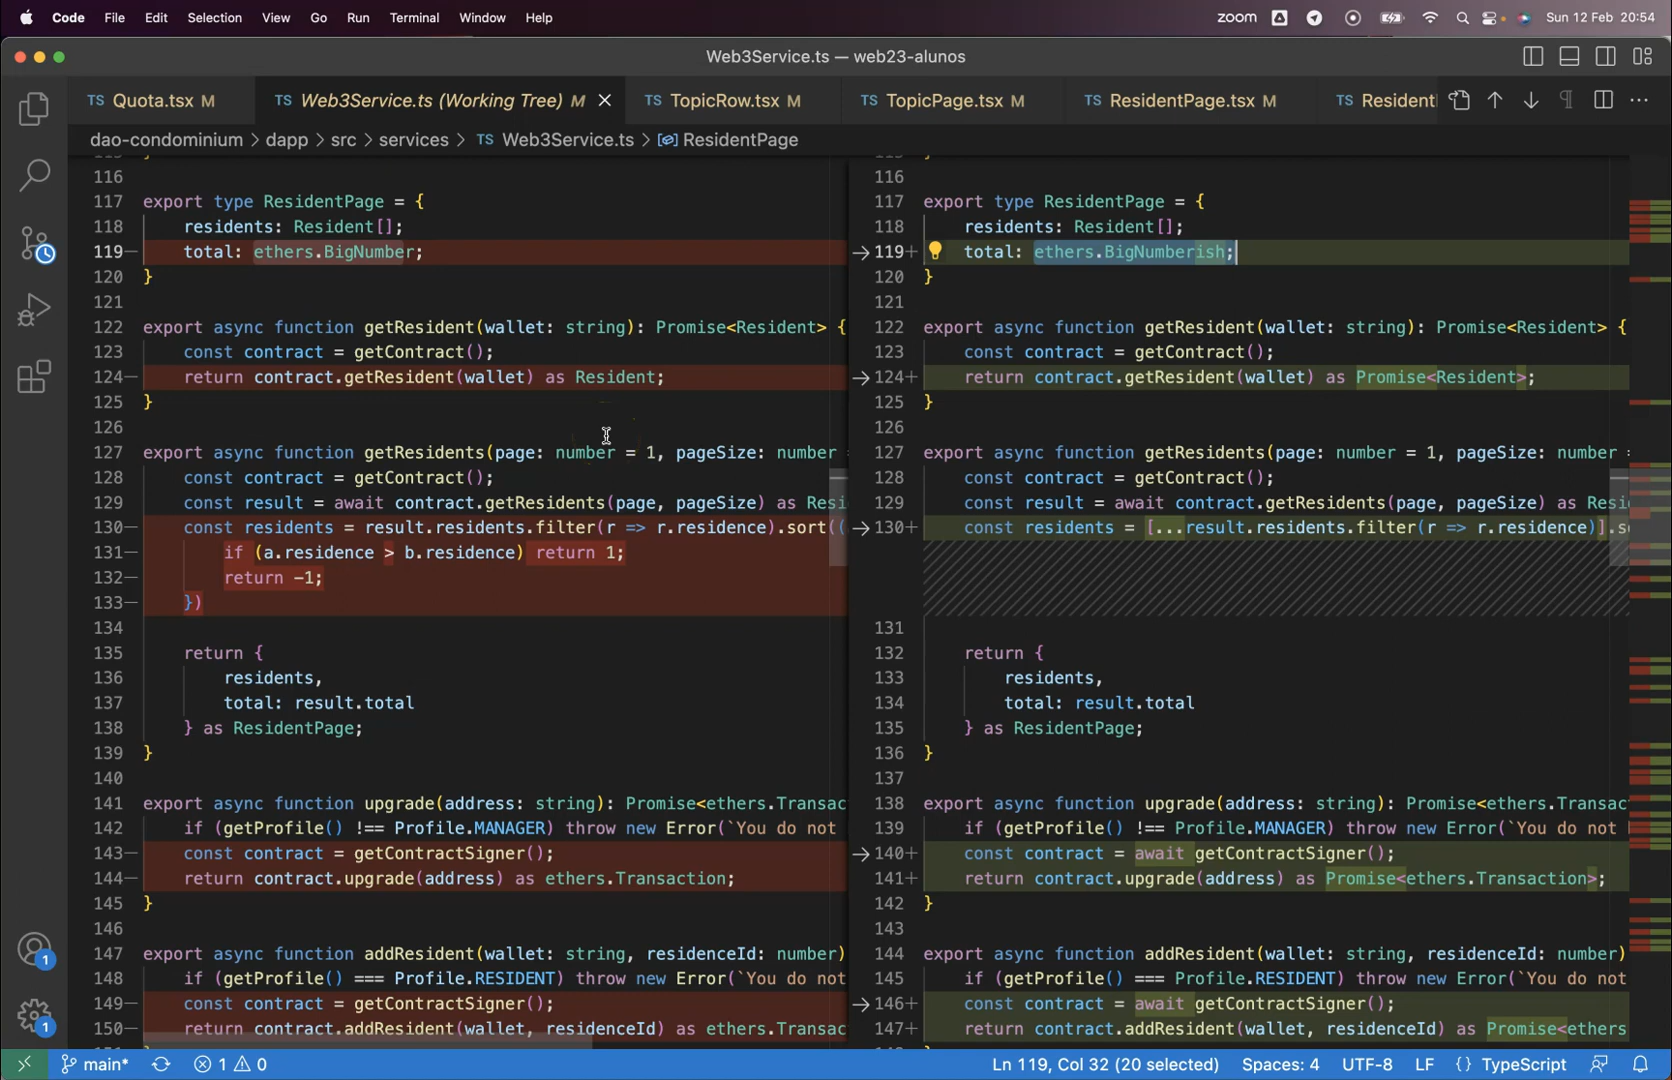 Code File Edit Selection View Go Run Terminal Window Help zoom Sun 12 Feb 20:54
Web3Service.ts — web23-alunos
TS Quota.tsx M TS Web3Service.ts (Working Tree) M TS TopicRow.tsx M TS TopicPage.tsx M TS ResidentPage.tsx M TS Resident
dao-condominium > dapp > src > services > TS Web3Service.ts > ResidentPage
116
117 export type ResidentPage = {
118 residents: Resident[];
119 total: ethers.BigNumber;
120 }
121
122 export async function getResident(wallet: string): Promise<Resident> {
123 const contract = getContract();
124 return contract.getResident(wallet) as Resident;
125 }
126
127 export async function getResidents(page: number = 1, pageSize: number =
128 const contract = getContract();
129 const result = await contract.getResidents(page, pageSize) as Resi
130 const residents = result.residents.filter(r => r.residence).sort((
131 if (a.residence > b.residence) return 1;
132 return -1;
133 })
134
135 return {
136 residents,
137 total: result.total
138 } as ResidentPage;
139 }
140
141 export async function upgrade(address: string): Promise<ethers.Transac
142 if (getProfile() !== Profile.MANAGER) throw new Error(`You do not
143 const contract = getContractSigner();
144 return contract.upgrade(address) as ethers.Transaction;
145 }
146
147 export async function addResident(wallet: string, residenceId: number)
148 if (getProfile() === Profile.RESIDENT) throw new Error(`You do not
149 const contract = getContractSigner();
150 return contract.addResident(wallet, residenceId) as ethers.Transac
116
117 export type ResidentPage = {
118 residents: Resident[];
119+ total: ethers.BigNumberish;
120 }
121
122 export async function getResident(wallet: string): Promise<Resident> {
123 const contract = getContract();
124+ return contract.getResident(wallet) as Promise<Resident>;
125 }
126
127 export async function getResidents(page: number = 1, pageSize: number =
128 const contract = getContract();
129 const result = await contract.getResidents(page, pageSize) as Resi
130+ const residents = [...result.residents.filter(r => r.residence)].so
131
132 return {
133 residents,
134 total: result.total
135 } as ResidentPage;
136 }
137
138 export async function upgrade(address: string): Promise<ethers.Transac
139 if (getProfile() !== Profile.MANAGER) throw new Error(`You do not
140+ const contract = await getContractSigner();
141+ return contract.upgrade(address) as Promise<ethers.Transaction>;
142 }
143
144 export async function addResident(wallet: string, residenceId: number)
145 if (getProfile() === Profile.RESIDENT) throw new Error(`You do not
146+ const contract = await getContractSigner();
147+ return contract.addResident(wallet, residenceId) as Promise<ethers
1
1
main* 1 0 Ln 119, Col 32 (20 selected) Spaces: 4 UTF-8 LF {} TypeScript